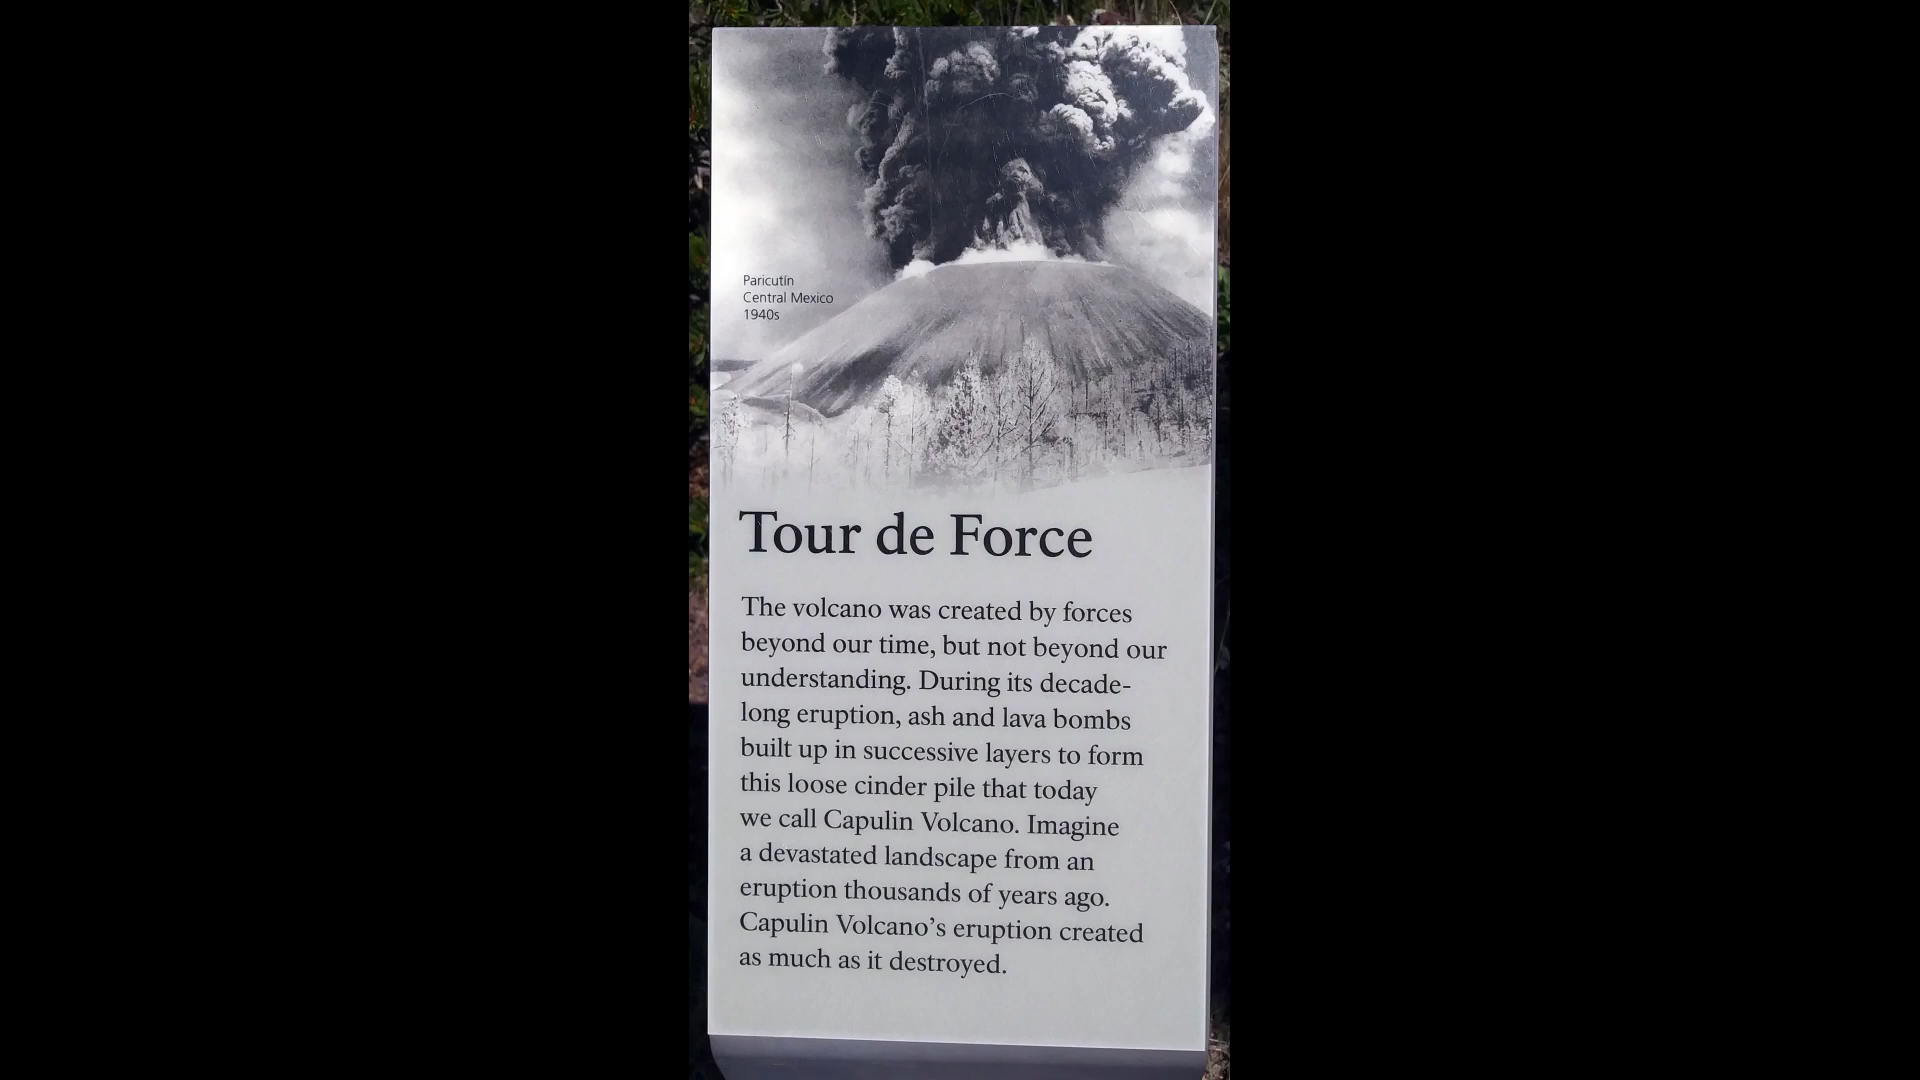 Paricutín
Central Mexico
1940s
Tour de Force
The volcano was created by forces
beyond our time, but not beyond our
understanding. During its decade-
long eruption, ash and lava bombs
built up in successive layers to form
this loose cinder pile that today
we call Capulin Volcano. Imagine
a devastated landscape from an
eruption thousands of years ago.
Capulin Volcano’s eruption created
as much as it destroyed.